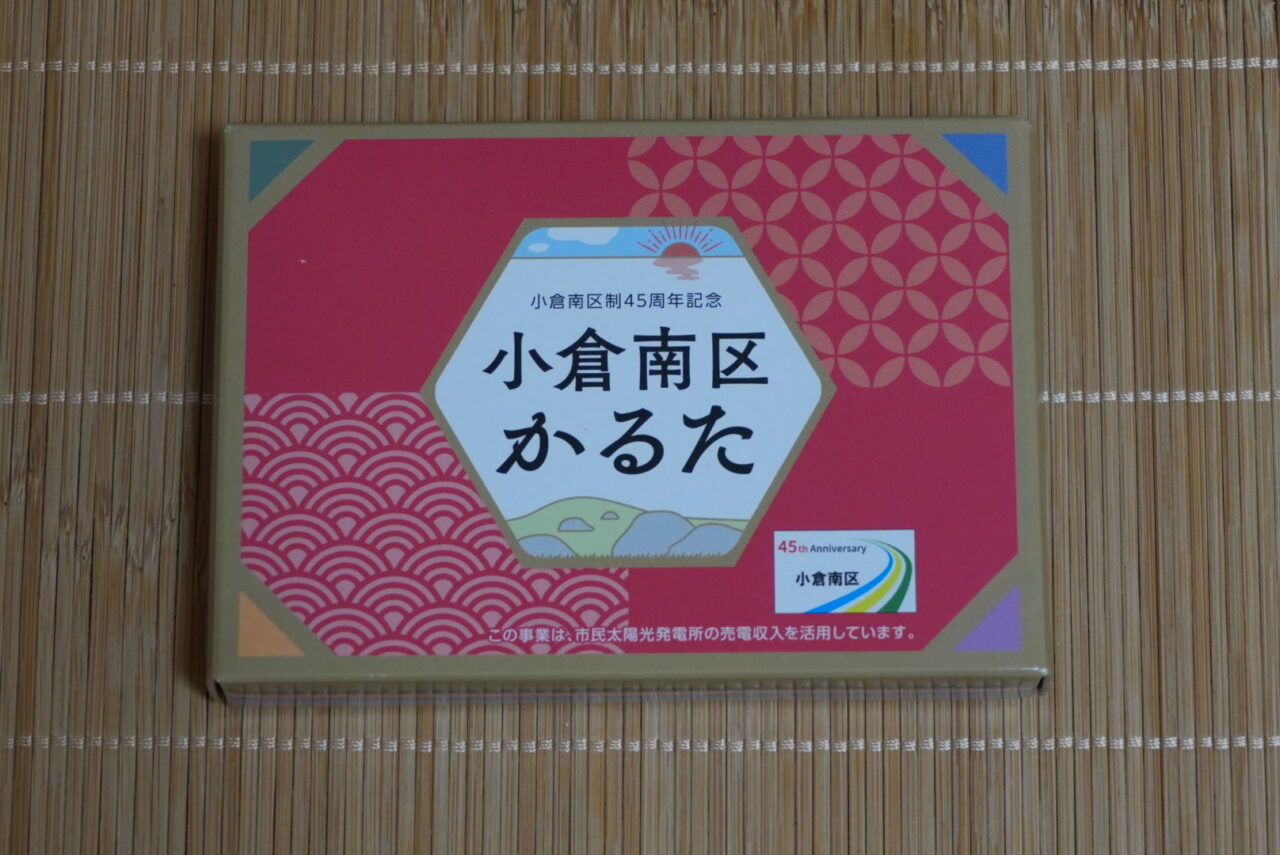 小倉南区制45周年記念
小倉南区
かるた
45th Anniversary
小倉南区
この事業は、市民太陽光発電所の売電収入を活用しています。